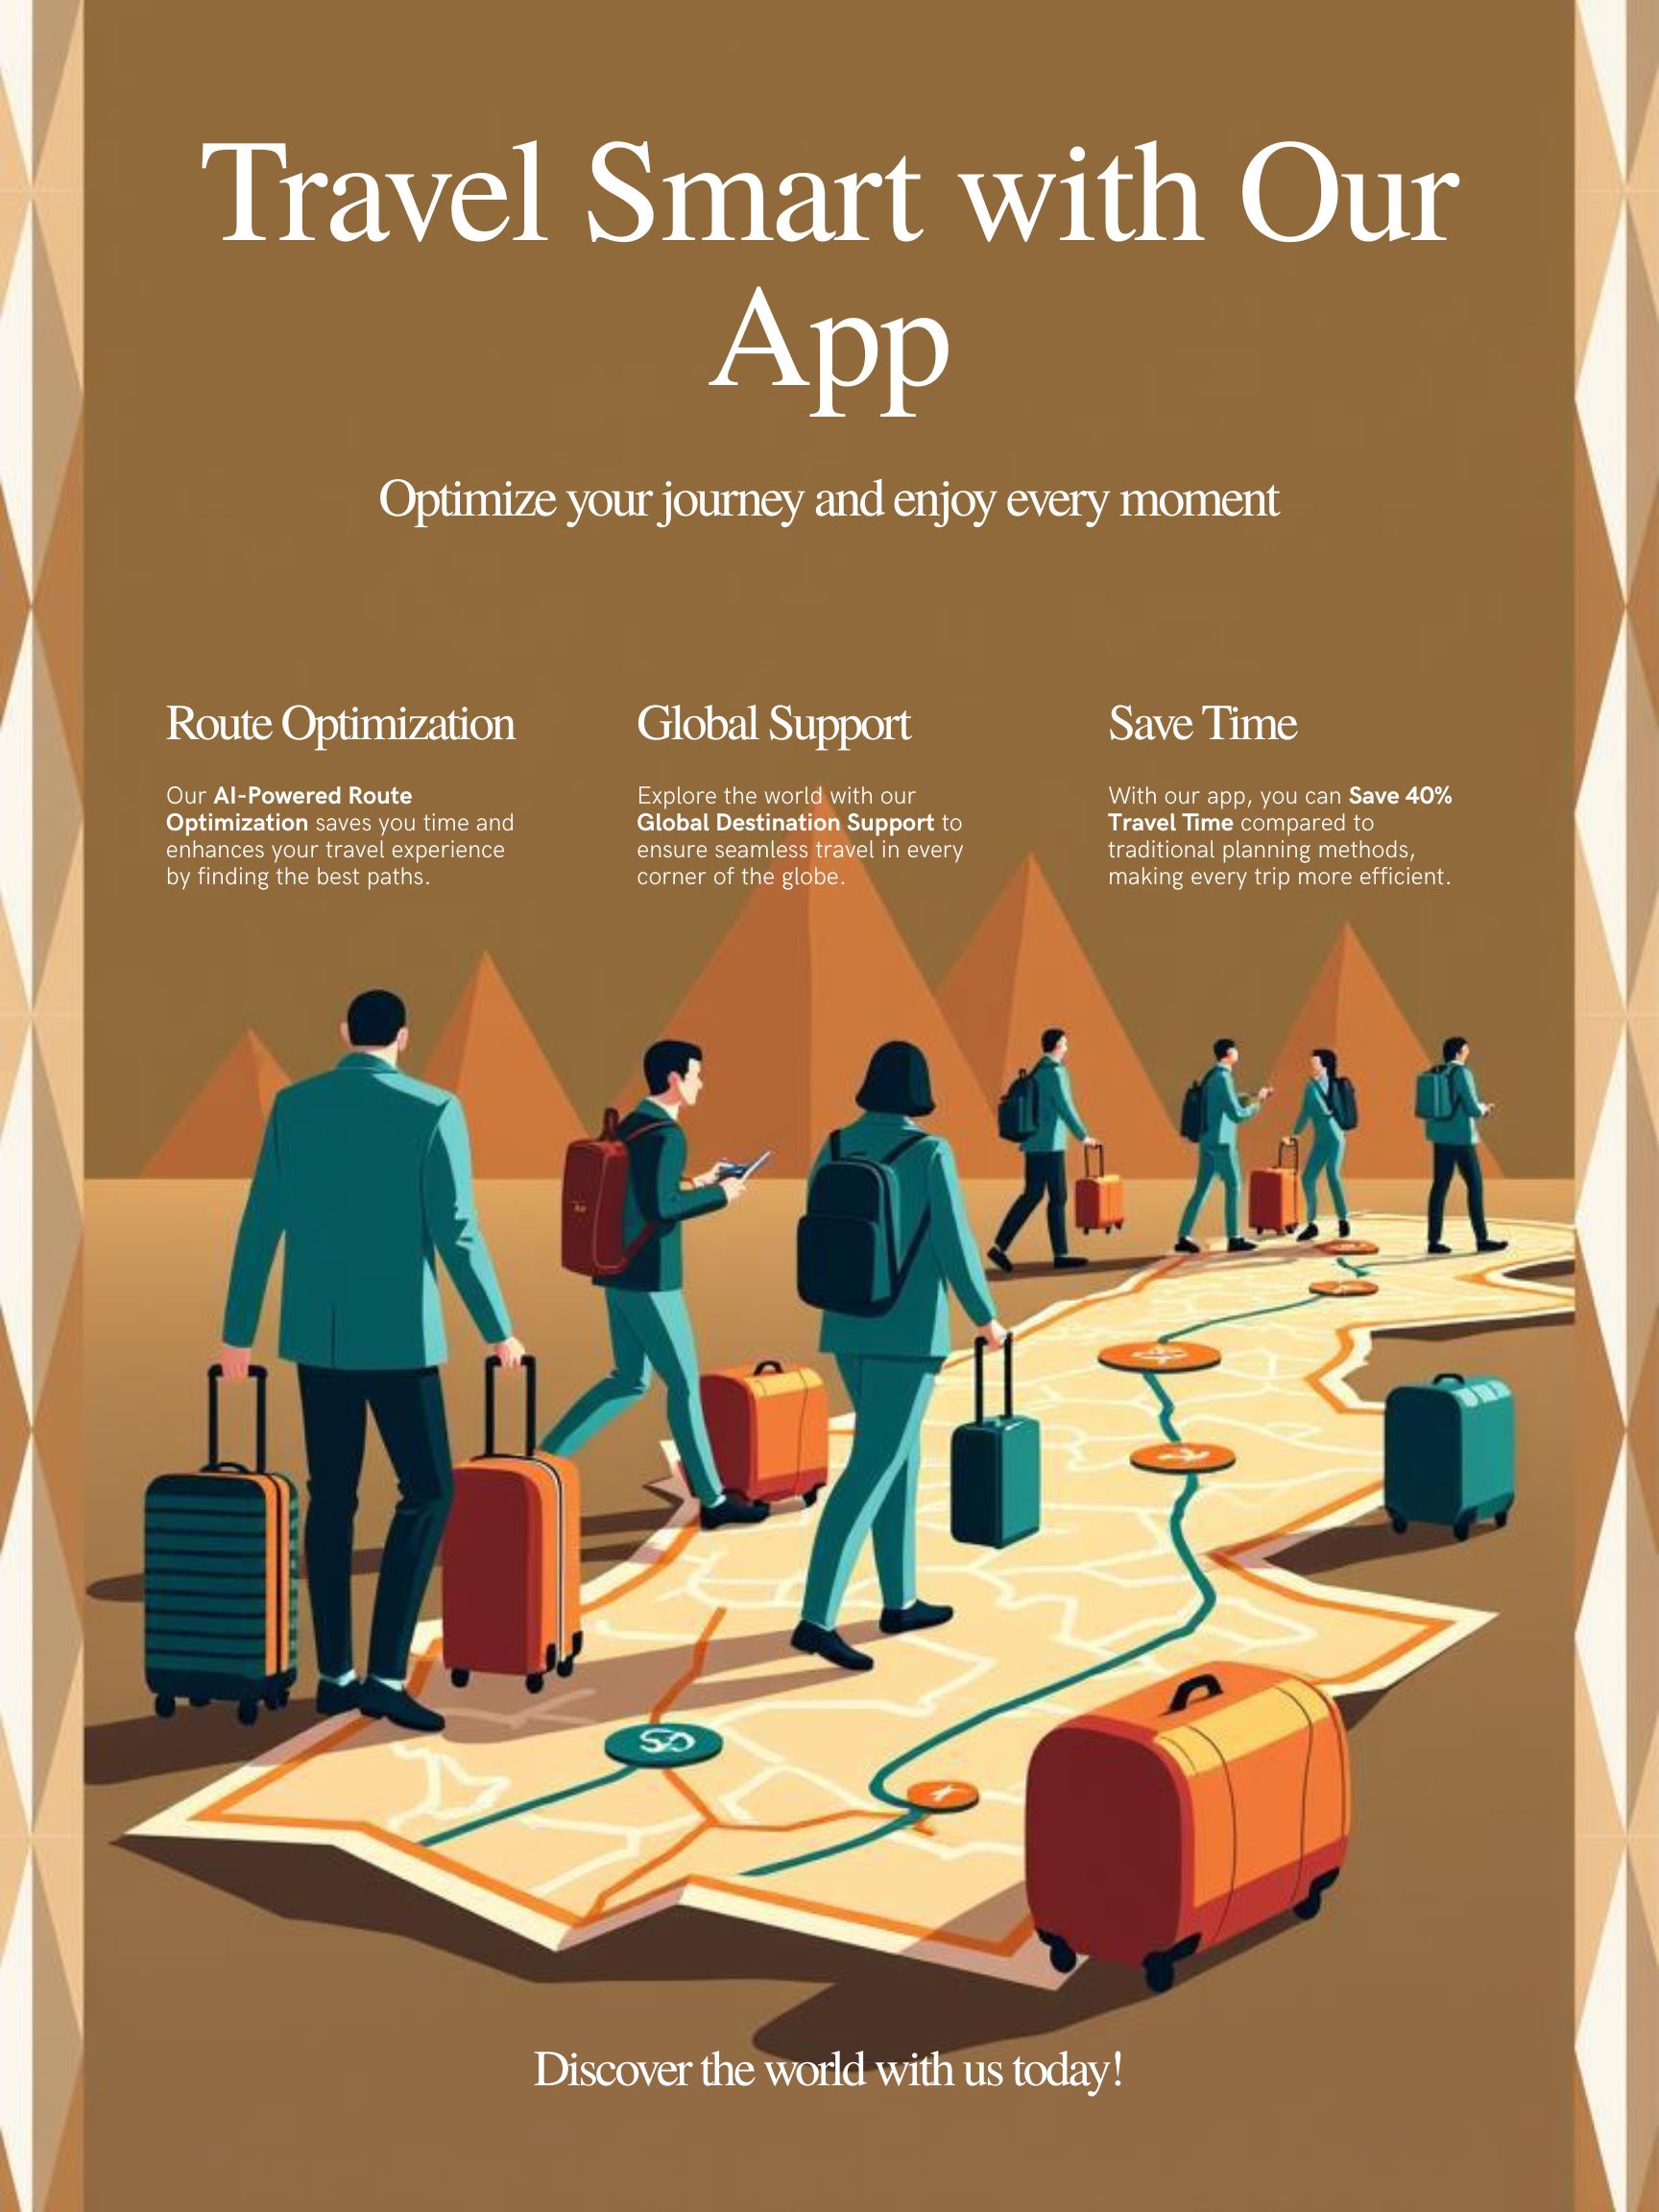 Travel Smart with Our
App
Optimize your journey and enjoy every moment
Route Optimization
Our AI-Powered Route
Optimization saves you time and
enhances your travel experience
by finding the best paths.
Global Support
Explore the world with our
Global Destination Support to
ensure seamless travel in every
corner of the globe.
Save Time
With our app, you can Save 40%
Travel Time compared to
traditional planning methods,
making every trip more efficient.
Discover the world with us today!